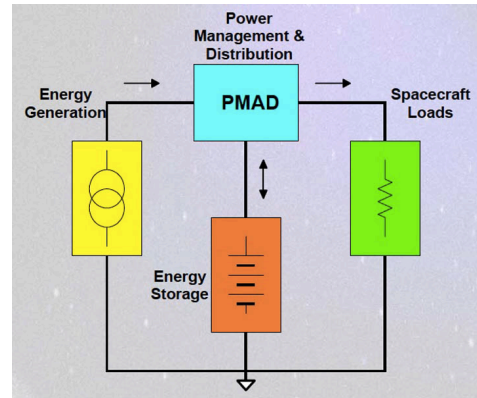 Power
Management &
Distribution
Energy
Generation
PMAD
Spacecraft
Loads
Energy
Storage